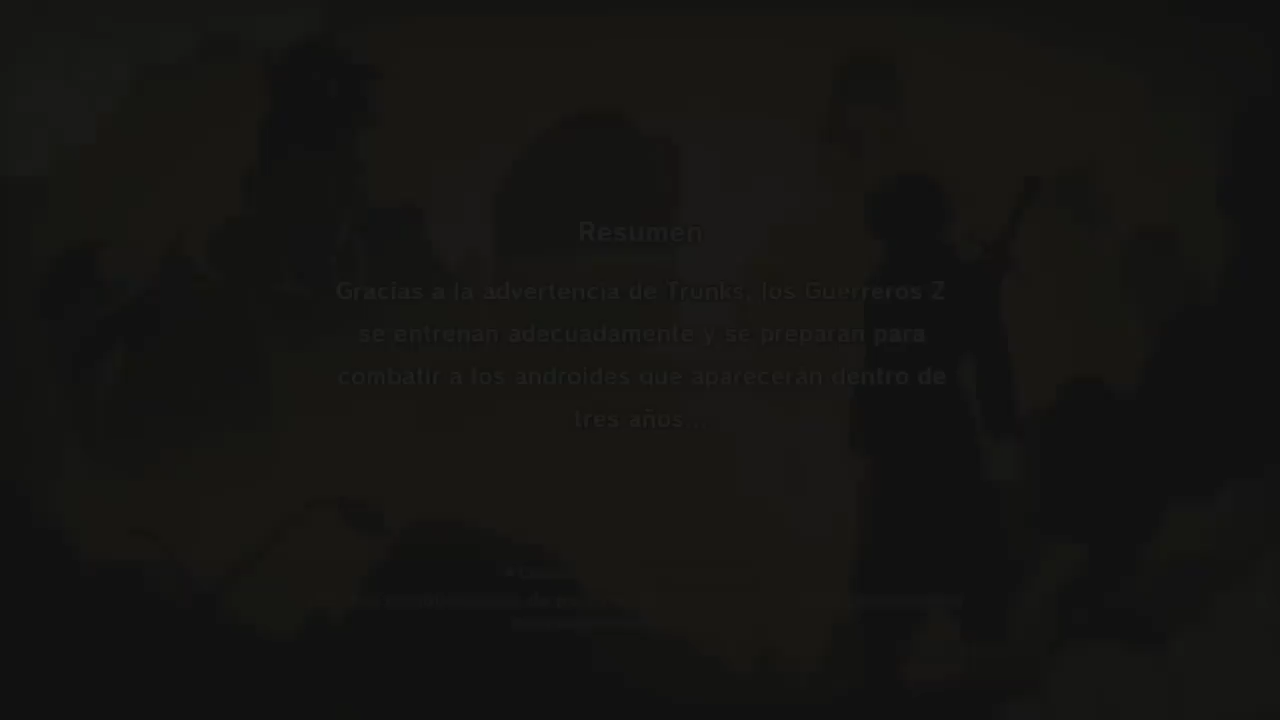 Resumen
Gracias a la advertencia de Trunks, los Guerreros Z
se entrenan adecuadamente y se preparan para
combatir a los androides que aparecerán dentro de
tres años...